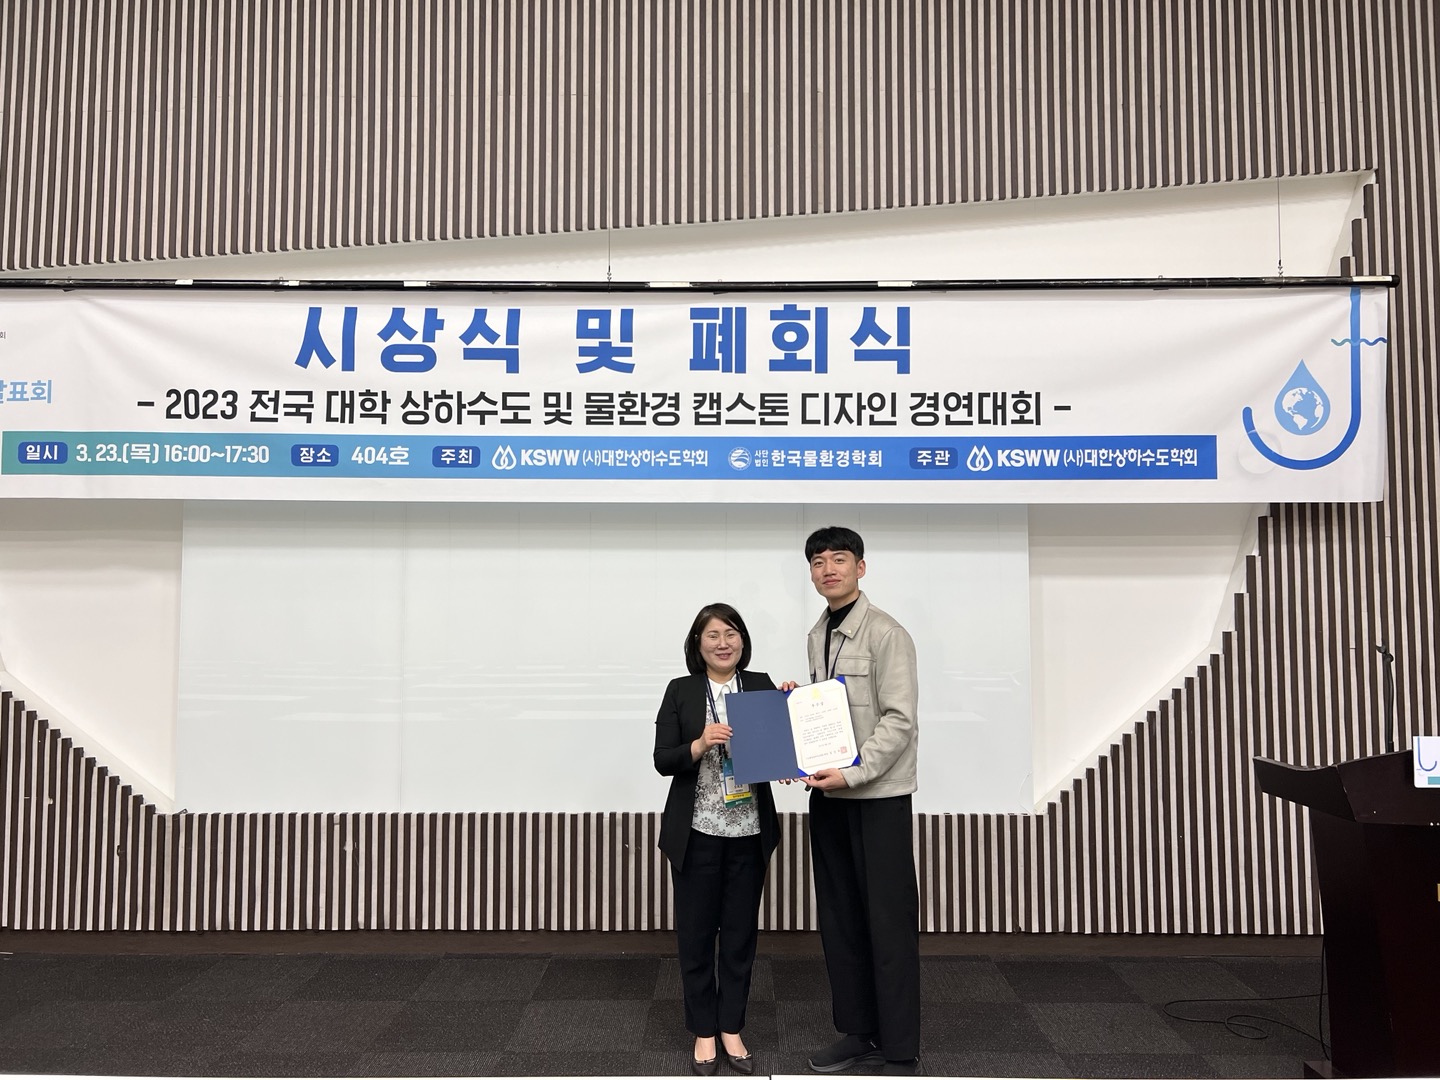 시상식 및 폐회식
발표회
- 2023 전국 대학 상하수도 및 물환경 캡스톤 디자인 경연대회 -
일시 3. 23.(목) 16:00~17:30 장소 404호 주최 KSWW (사)대한상하수도학회 사단법인 한국물환경학회 주관 KSWW (사)대한상하수도학회